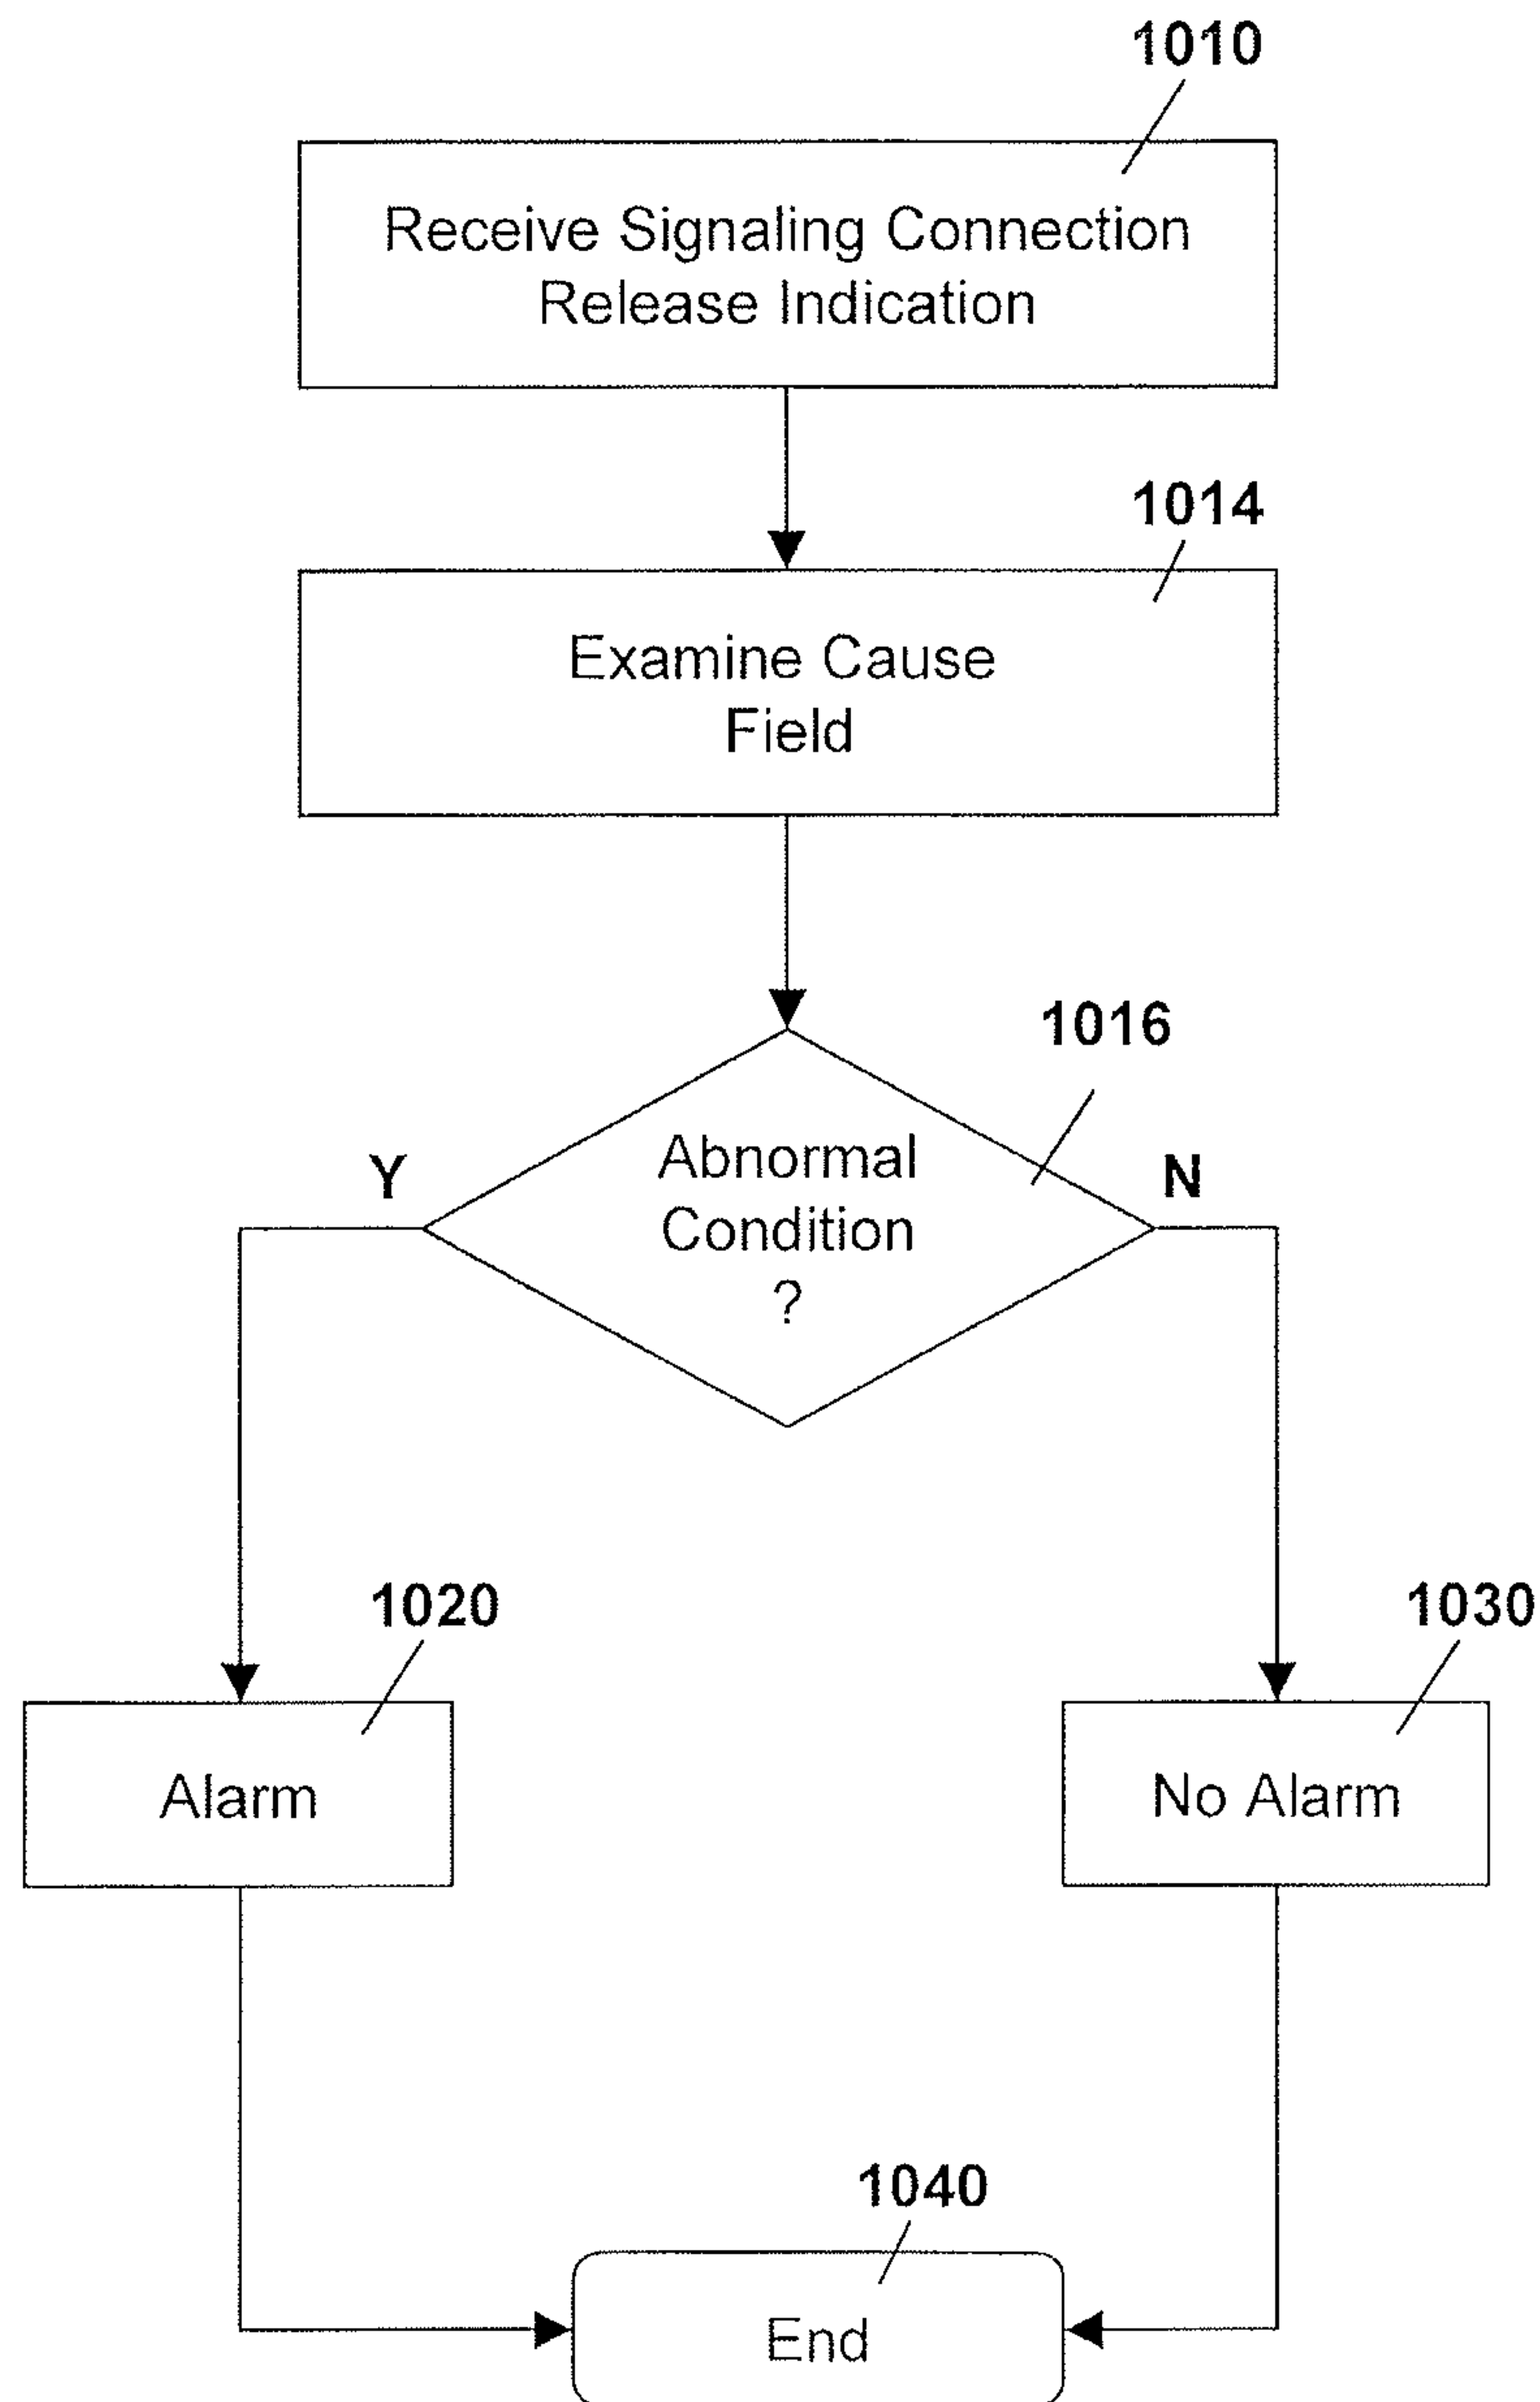 1010
Receive Signaling Connection
Release Indication
1014
Examine Cause
Field
1016
Abnormal
Condition
?
Y
N
1020
1030
Alarm
No Alarm
1040
End